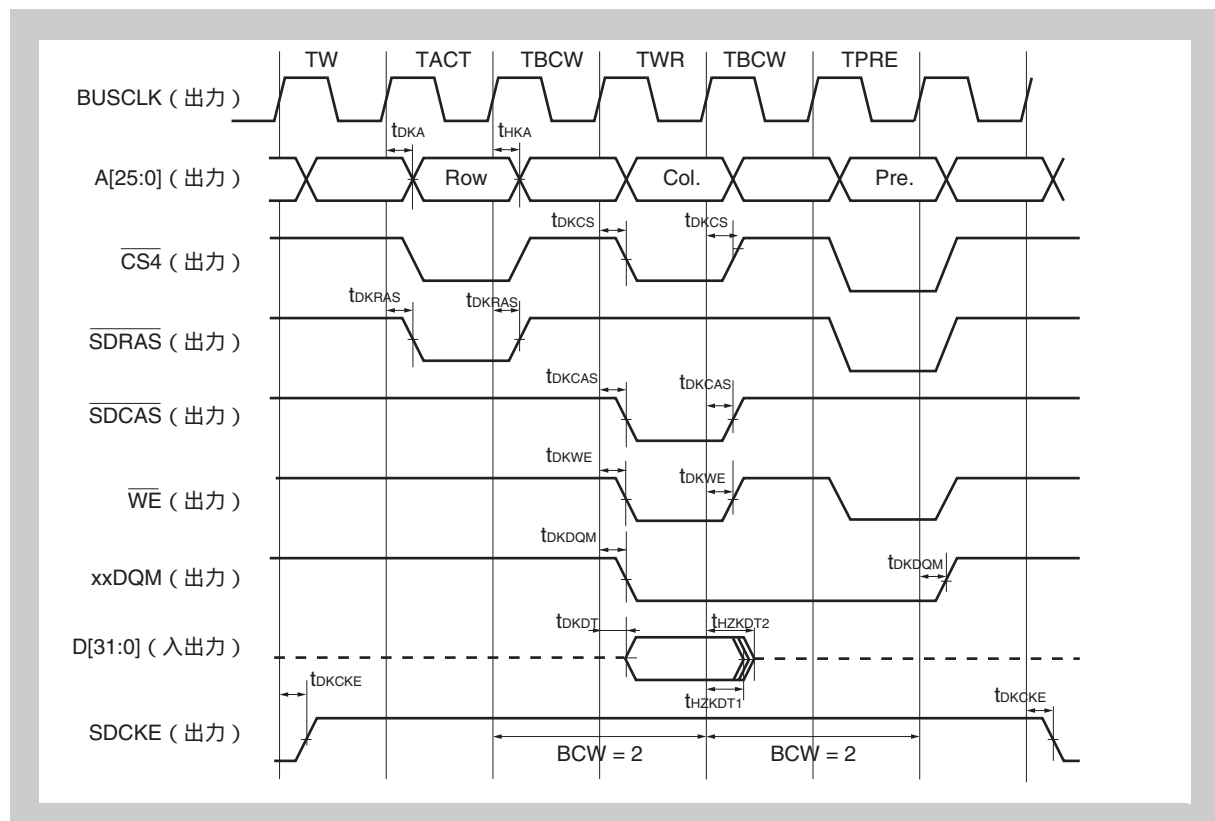 TW TACT TBCW TWR TBCW TPRE
BUSCLK（出力）
tDKA tHKA
A[25:0]（出力） Row Col. Pre.
tDKCS tDKCS
CS4（出力）
tDKRAS tDKRAS
SDRAS（出力）
tDKCAS tDKCAS
SDCAS（出力）
tDKWE tDKWE
WE（出力）
tDKDQM tDKDQM
xxDQM（出力）
tDKDT tHZKDT2
D[31:0]（入出力）
tDKCKE tHZKDT1 tDKCKE
SDCKE（出力）
BCW = 2 BCW = 2